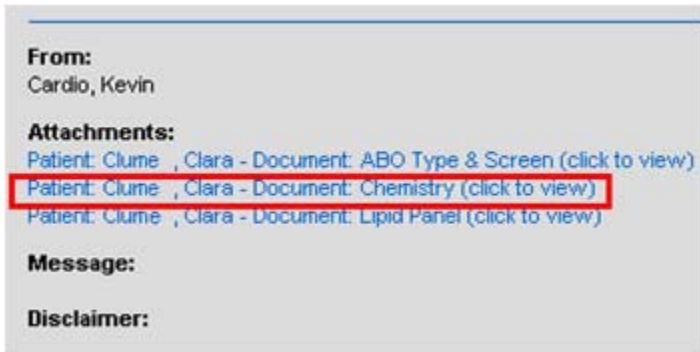 From:
Cardio, Kevin
Attachments:
Patient: Clume , Clara - Document: ABO Type & Screen (click to view)
Patient: Clume , Clara - Document: Chemistry (click to view)
Patient: Clume , Clara - Document: Lipid Panel (click to view)
Message:
Disclaimer: